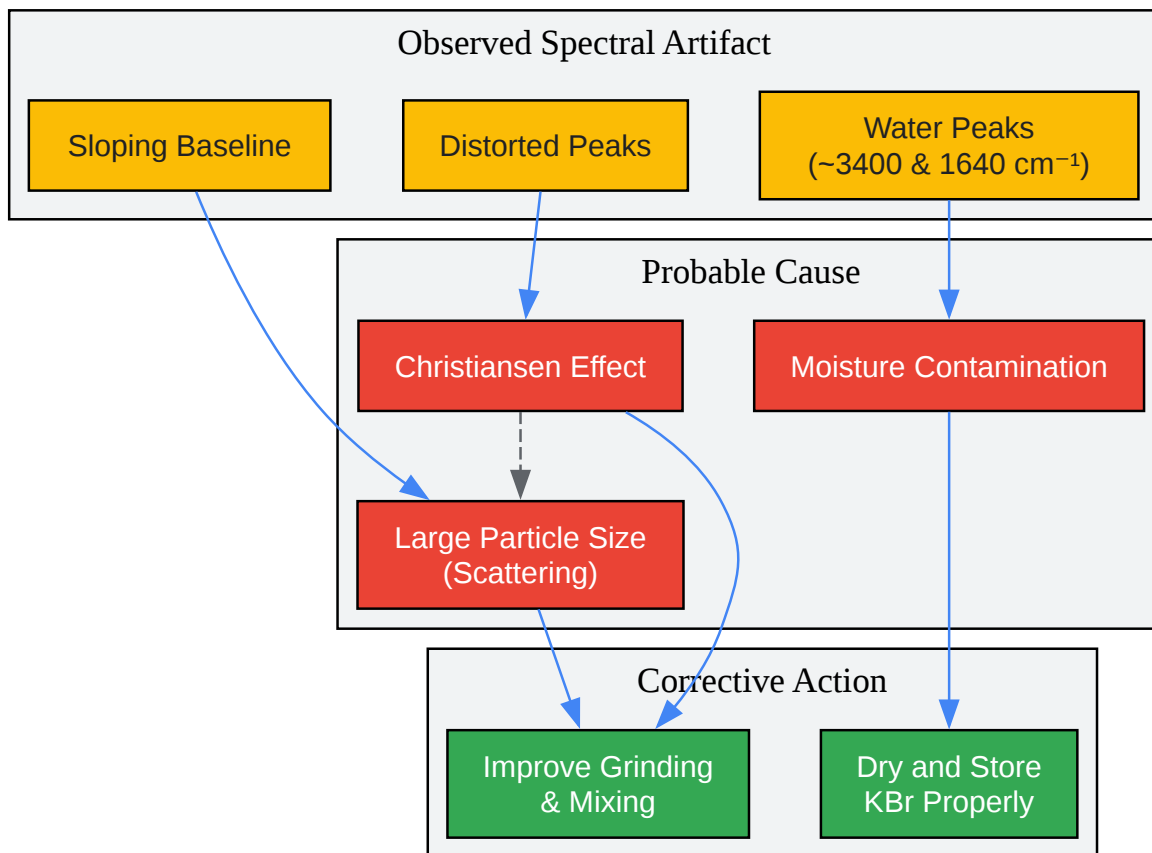 Observed Spectral Artifact
Sloping Baseline
Distorted Peaks
Water Peaks
(~3400 & 1640 cm⁻¹)
Probable Cause
Christiansen Effect
Moisture Contamination
Large Particle Size
(Scattering)
Corrective Action
Improve Grinding
& Mixing
Dry and Store
KBr Properly